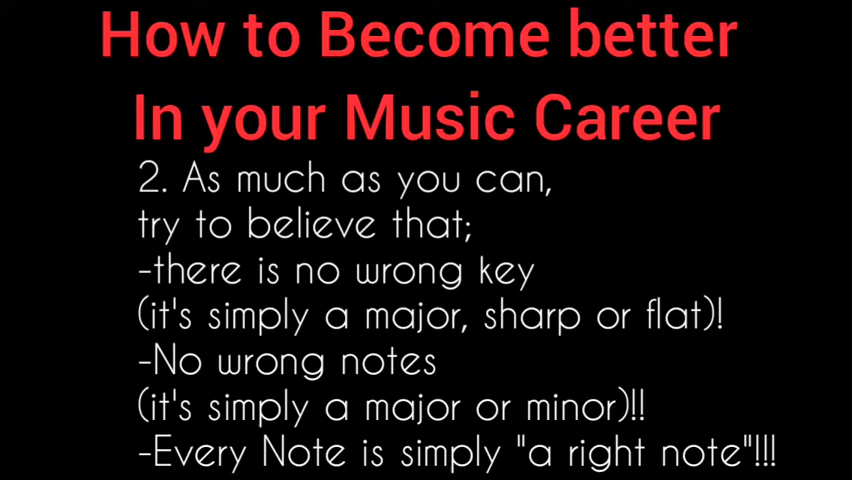 How to Become better
In your Music Career
2. As much as you can,
try to believe that;
-there is no wrong key
(it's simply a major, sharp or flat)!
-No wrong notes
(it's simply a major or minor)!!
-Every Note is simply "a right note"!!!